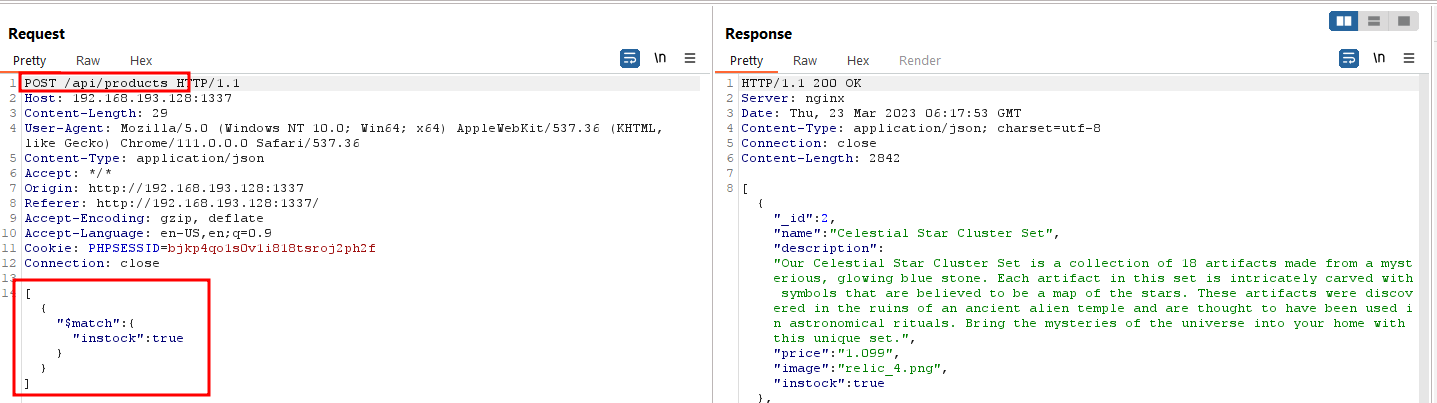 Request
Pretty Raw Hex
\n
1 POST /api/products HTTP/1.1
2 Host: 192.168.193.128:1337
3 Content-Length: 29
4 User-Agent: Mozilla/5.0 (Windows NT 10.0; Win64; x64) AppleWebKit/537.36 (KHTML,
like Gecko) Chrome/111.0.0.0 Safari/537.36
5 Content-Type: application/json
6 Accept: */*
7 Origin: http://192.168.193.128:1337
8 Referer: http://192.168.193.128:1337/
9 Accept-Encoding: gzip, deflate
10 Accept-Language: en-US,en;q=0.9
11 Cookie: PHPSESSID=bjkp4qo1s0v1i818tsroj2ph2f
12 Connection: close
13
14 [
{
"$match":{
"instock":true
}
}
]
Response
Pretty Raw Hex Render
\n
1 HTTP/1.1 200 OK
2 Server: nginx
3 Date: Thu, 23 Mar 2023 06:17:53 GMT
4 Content-Type: application/json; charset=utf-8
5 Connection: close
6 Content-Length: 2842
7
8 [
{
"_id":2,
"name":"Celestial Star Cluster Set",
"description":
"Our Celestial Star Cluster Set is a collection of 18 artifacts made from a myst
erious, glowing blue stone. Each artifact in this set is intricately carved with
symbols that are believed to be a map of the stars. These artifacts were discov
ered in the ruins of an ancient alien temple and are thought to have been used i
n astronomical rituals. Bring the mysteries of the universe into your home with
this unique set.",
"price":"1.099",
"image":"relic_4.png",
"instock":true
},